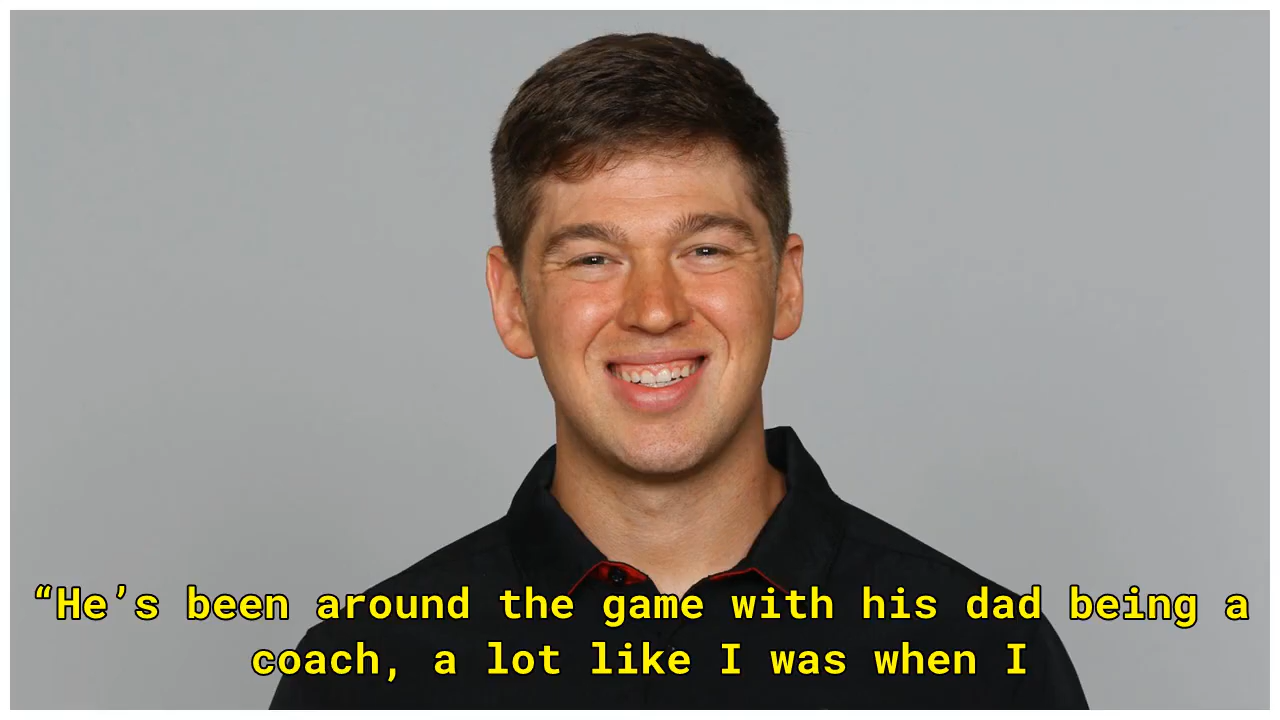 “He’s been around the game with his dad being a
coach, a lot like I was when I